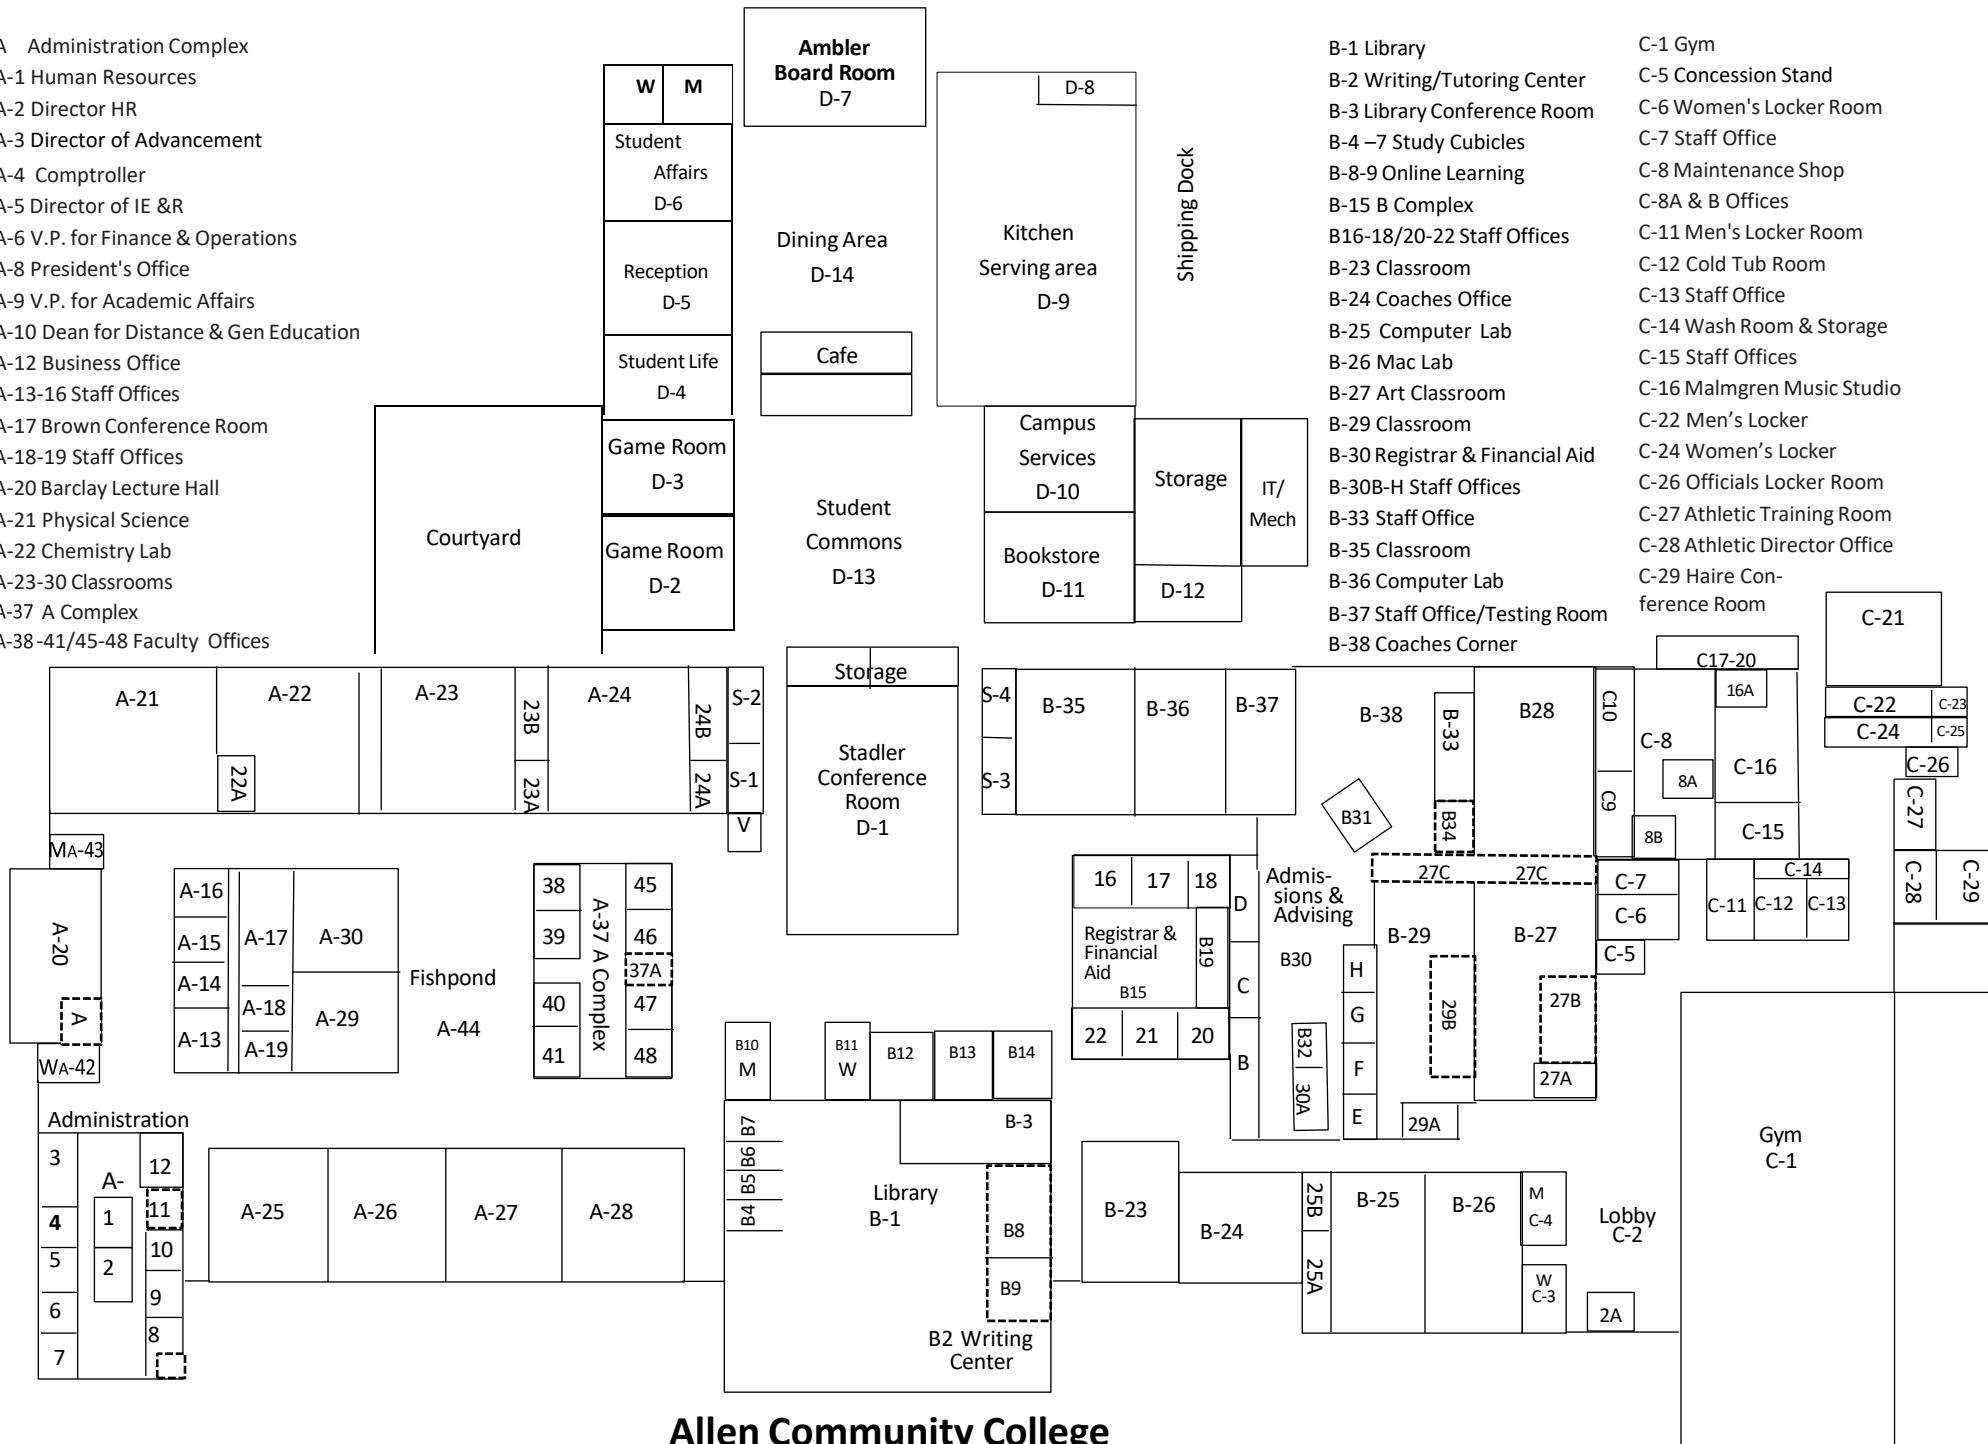 A Administration Complex
A-1 Human Resources
A-2 Director HR
A-3 Director of Advancement
A-4 Comptroller
A-5 Director of IE &R
A-6 V.P. for Finance & Operations
A-8 President's Office
A-9 V.P. for Academic Affairs
A-10 Dean for Distance & Gen Education
A-12 Business Office
A-13-16 Staff Offices
A-17 Brown Conference Room
A-18-19 Staff Offices
A-20 Barclay Lecture Hall
A-21 Physical Science
A-22 Chemistry Lab
A-23-30 Classrooms
A-37 A Complex
A-38-41/45-48 Faculty Offices
W M
Student
Affairs
D-6
Reception
D-5
Student Life
D-4
Game Room
D-3
Game Room
D-2
Courtyard
Ambler
Board Room
D-7
Dining Area
D-14
Cafe
Student
Commons
D-13
D-8
Kitchen
Serving area
D-9
Shipping Dock
Campus
Services
D-10
Storage
IT/
Mech
Bookstore
D-11
D-12
B-1 Library
B-2 Writing/Tutoring Center
B-3 Library Conference Room
B-4 –7 Study Cubicles
B-8-9 Online Learning
B-15 B Complex
B16-18/20-22 Staff Offices
B-23 Classroom
B-24 Coaches Office
B-25 Computer Lab
B-26 Mac Lab
B-27 Art Classroom
B-29 Classroom
B-30 Registrar & Financial Aid
B-30B-H Staff Offices
B-33 Staff Office
B-35 Classroom
B-36 Computer Lab
B-37 Staff Office/Testing Room
B-38 Coaches Corner
C-1 Gym
C-5 Concession Stand
C-6 Women's Locker Room
C-7 Staff Office
C-8 Maintenance Shop
C-8A & B Offices
C-11 Men's Locker Room
C-12 Cold Tub Room
C-13 Staff Office
C-14 Wash Room & Storage
C-15 Staff Offices
C-16 Malmgren Music Studio
C-22 Men’s Locker
C-24 Women’s Locker
C-26 Officials Locker Room
C-27 Athletic Training Room
C-28 Athletic Director Office
C-29 Haire Con-
ference Room
A-21
A-22
22A
A-23
23B
23A
A-24
24B
24A
S-2
S-1
V
Storage
Stadler
Conference
Room
D-1
S-4
S-3
B-35
B-36
B-37
B-38
B-33
B34
B31
B28
C10
C9
C-8
8A
8B
C17-20
16A
C-16
C-15
C-21
C-22
C-23
C-24
C-25
C-26
C-27
C-28
C-29
MA-43
A-20
A
WA-42
A-16
A-15
A-14
A-13
A-17
A-18
A-19
A-30
A-29
Fishpond
A-44
38
39
40
41
A-37 A Complex
45
46
37A
47
48
16 17 18
Registrar &
Financial
Aid
B15
B19
22 21 20
D
C
B
Admis-
sions &
Advising
B30
B32
30A
H
G
F
E
27C 27C
B-29
29B
29A
B-27
27B
27A
C-7
C-6
C-5
C-14
C-11 C-12 C-13
Administration
3
4
5
6
7
A-
1
2
12
11
10
9
8
A-25
A-26
A-27
A-28
B10
M
B11
W
B12
B13
B14
B7
B6
B5
B4
B-3
Library
B-1
B8
B9
B2 Writing
Center
B-23
B-24
25B
25A
B-25
B-26
M
C-4
W
C-3
Lobby
C-2
2A
Gym
C-1
Allen Community College